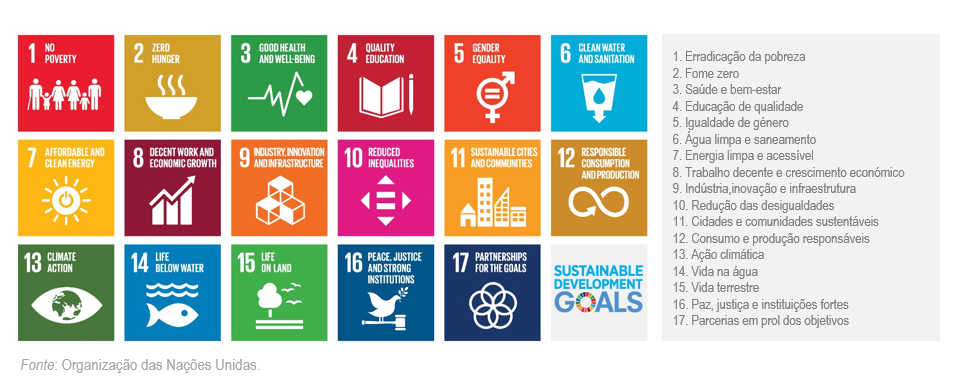 1 NO
POVERTY
2 ZERO
HUNGER
3 GOOD HEALTH
AND WELL-BEING
4 QUALITY
EDUCATION
5 GENDER
EQUALITY
6 CLEAN WATER
AND SANITATION
7 AFFORDABLE AND
CLEAN ENERGY
8 DECENT WORK AND
ECONOMIC GROWTH
9 INDUSTRY, INNOVATION
AND INFRASTRUCTURE
10 REDUCED
INEQUALITIES
11 SUSTAINABLE CITIES
AND COMMUNITIES
12 RESPONSIBLE
CONSUMPTION
AND PRODUCTION
13 CLIMATE
ACTION
14 LIFE
BELOW WATER
15 LIFE
ON LAND
16 PEACE, JUSTICE
AND STRONG
INSTITUTIONS
17 PARTNERSHIPS
FOR THE GOALS
SUSTAINABLE
DEVELOPMENT
GOALS
1. Erradicação da pobreza
2. Fome zero
3. Saúde e bem-estar
4. Educação de qualidade
5. Igualdade de gênero
6. Água limpa e saneamento
7. Energia limpa e acessível
8. Trabalho decente e crescimento econômico
9. Indústria,inovação e infraestrutura
10. Redução das desigualdades
11. Cidades e comunidades sustentáveis
12. Consumo e produção responsáveis
13. Ação climática
14. Vida na água
15. Vida terrestre
16. Paz, justiça e instituições fortes
17. Parcerias em prol dos objetivos
Fonte: Organização das Nações Unidas.